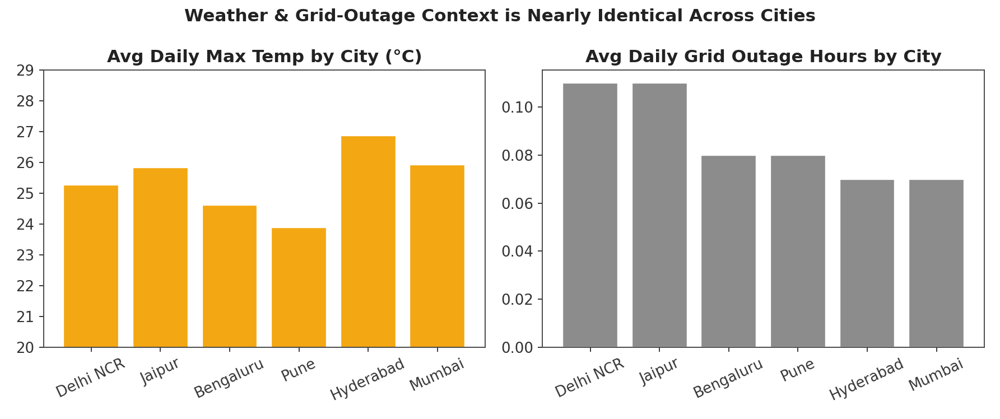 Weather & Grid-Outage Context is Nearly Identical Across Cities
Avg Daily Max Temp by City (°C)
29
28
27
26
25
24
23
22
21
20
Delhi NCR
Jaipur
Bengaluru
Pune
Hyderabad
Mumbai
Avg Daily Grid Outage Hours by City
0.10
0.08
0.06
0.04
0.02
0.00
Delhi NCR
Jaipur
Bengaluru
Pune
Hyderabad
Mumbai